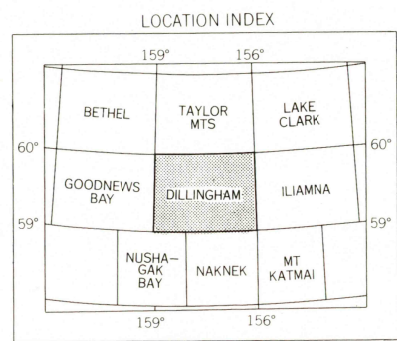 LOCATION INDEX
159° 156°
BETHEL
TAYLOR
MTS
LAKE
CLARK
60° 60°
GOODNEWS
BAY
DILLINGHAM
ILIAMNA
59° 59°
NUSHA–
GAK
BAY
NAKNEK
MT
KATMAI
159° 156°